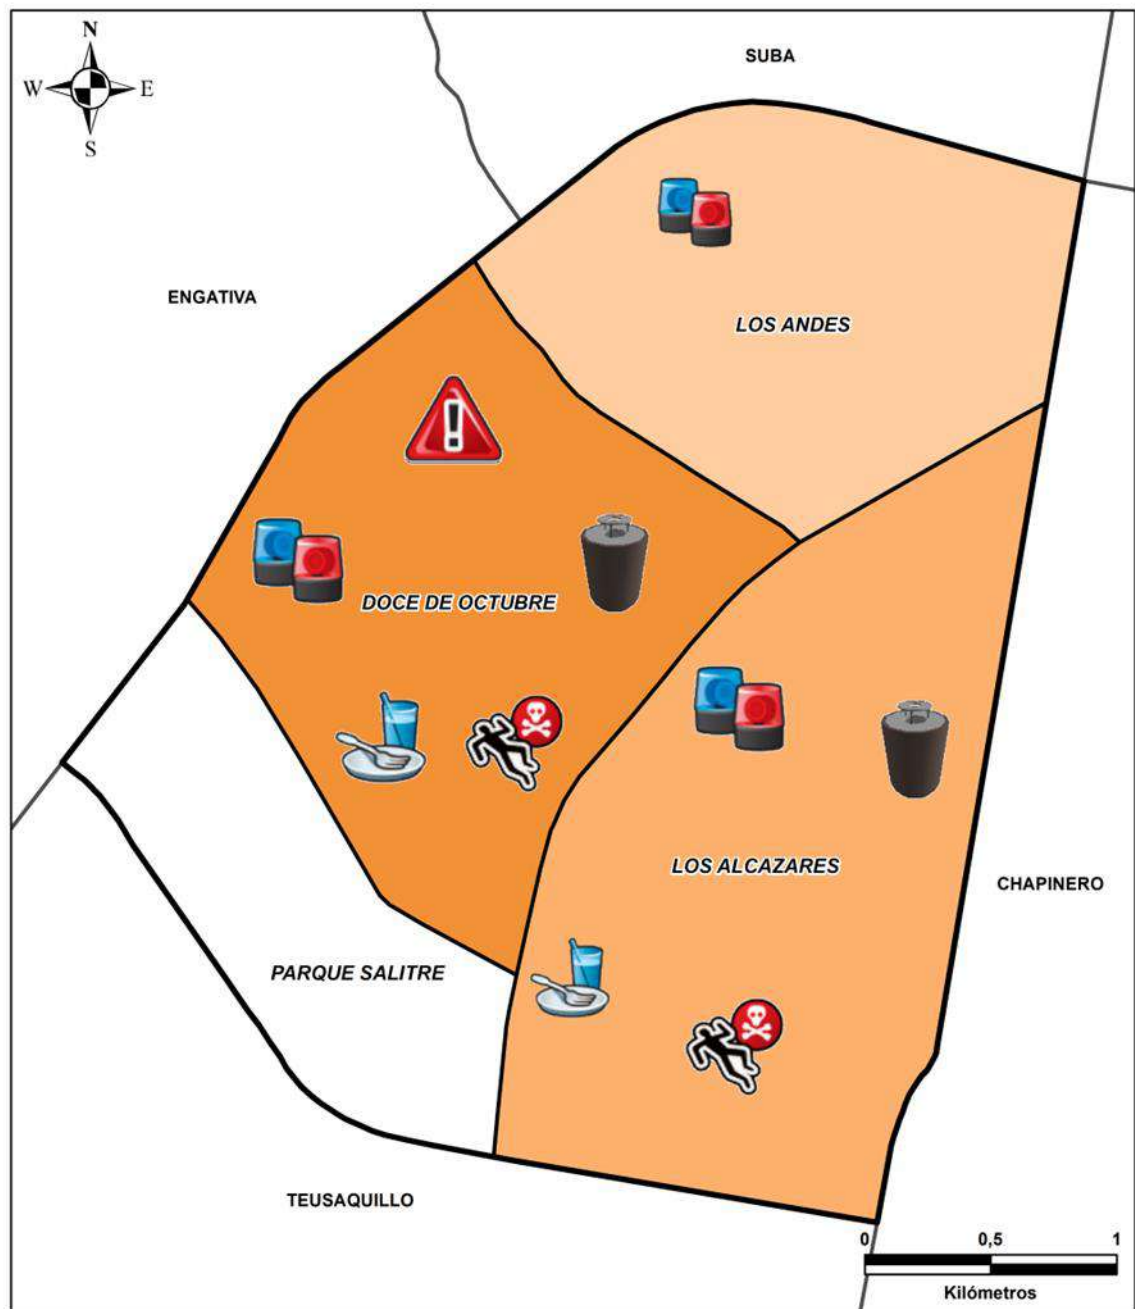 N
W E
S
SUBA
ENGATIVA
LOS ANDES
DOCE DE OCTUBRE
LOS ALCAZARES
CHAPINERO
PARQUE SALITRE
TEUSAQUILLO
0 0,5 1
Kilómetros